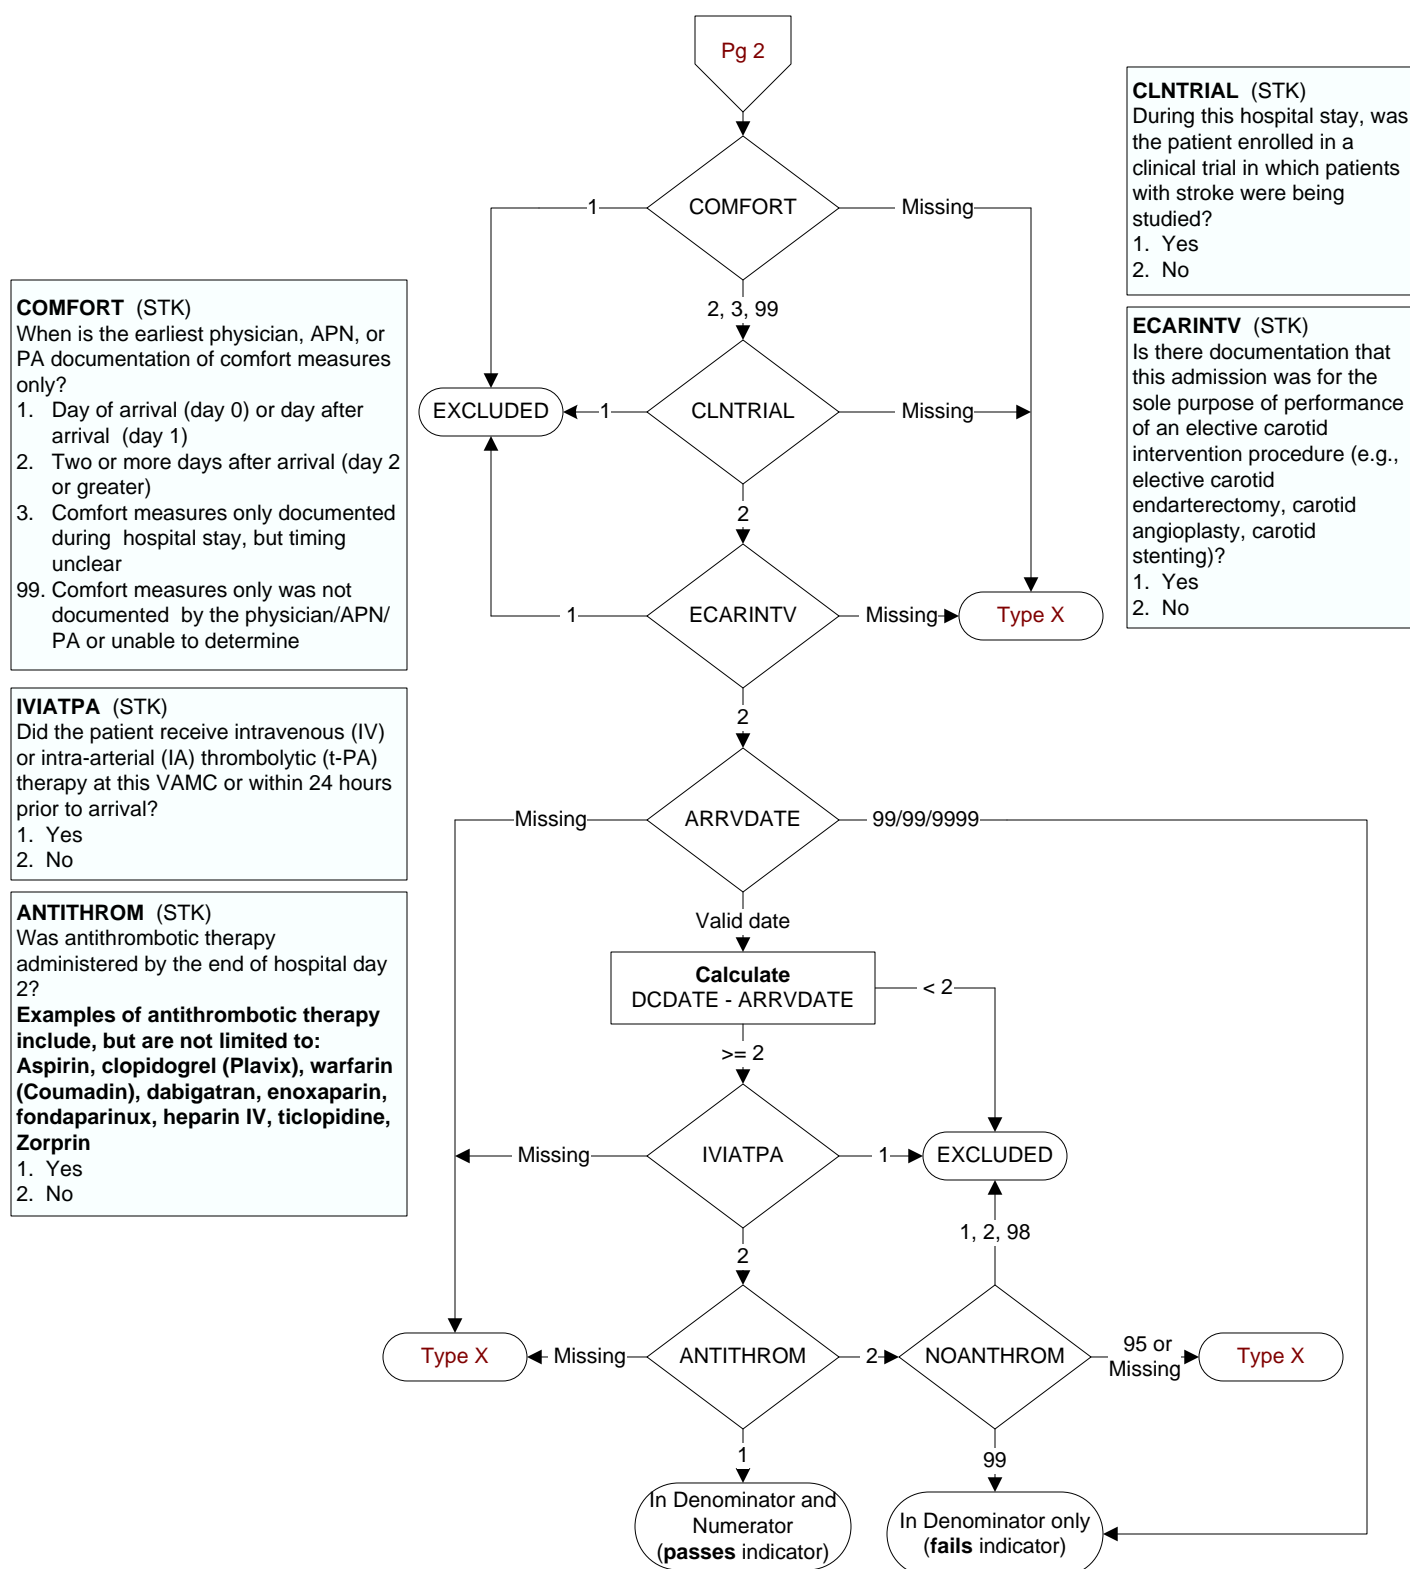 Pg 2
CLNTRIAL (STK)
During this hospital stay, was
the patient enrolled in a
clinical trial in which patients
with stroke were being
studied?
1. Yes
2. No
COMFORT
1
Missing
2, 3, 99
COMFORT (STK)
When is the earliest physician, APN, or
PA documentation of comfort measures
only?
1. Day of arrival (day 0) or day after
arrival (day 1)
2. Two or more days after arrival (day 2
or greater)
3. Comfort measures only documented
during hospital stay, but timing
unclear
99. Comfort measures only was not
documented by the physician/APN/
PA or unable to determine
ECARINTV (STK)
Is there documentation that
this admission was for the
sole purpose of performance
of an elective carotid
intervention procedure (e.g.,
elective carotid
endarterectomy, carotid
angioplasty, carotid
stenting)?
1. Yes
2. No
EXCLUDED
1
CLNTRIAL
Missing
2
1
ECARINTV
Missing
Type X
2
IVIATPA (STK)
Did the patient receive intravenous (IV)
or intra-arterial (IA) thrombolytic (t-PA)
therapy at this VAMC or within 24 hours
prior to arrival?
1. Yes
2. No
Missing
ARRVDATE
99/99/9999
Valid date
ANTITHROM (STK)
Was antithrombotic therapy
administered by the end of hospital day
2?
Examples of antithrombotic therapy
include, but are not limited to:
Aspirin, clopidogrel (Plavix), warfarin
(Coumadin), dabigatran, enoxaparin,
fondaparinux, heparin IV, ticlopidine,
Zorprin
1. Yes
2. No
Calculate
DCDATE - ARRVDATE
< 2
>= 2
Missing
IVIATPA
1
EXCLUDED
2
1, 2, 98
Type X
Missing
ANTITHROM
2
NOANTHROM
95 or
Missing
Type X
1
99
In Denominator and
Numerator
(passes indicator)
In Denominator only
(fails indicator)